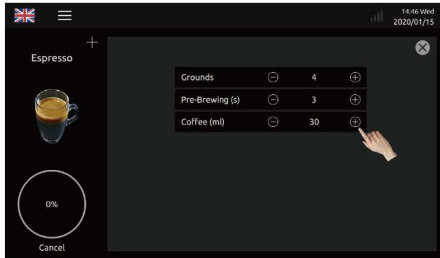 14:46 Wed
2020/01/15
Espresso
Grounds 4
Pre-Brewing (s) 3
Coffee (ml) 30
0%
Cancel